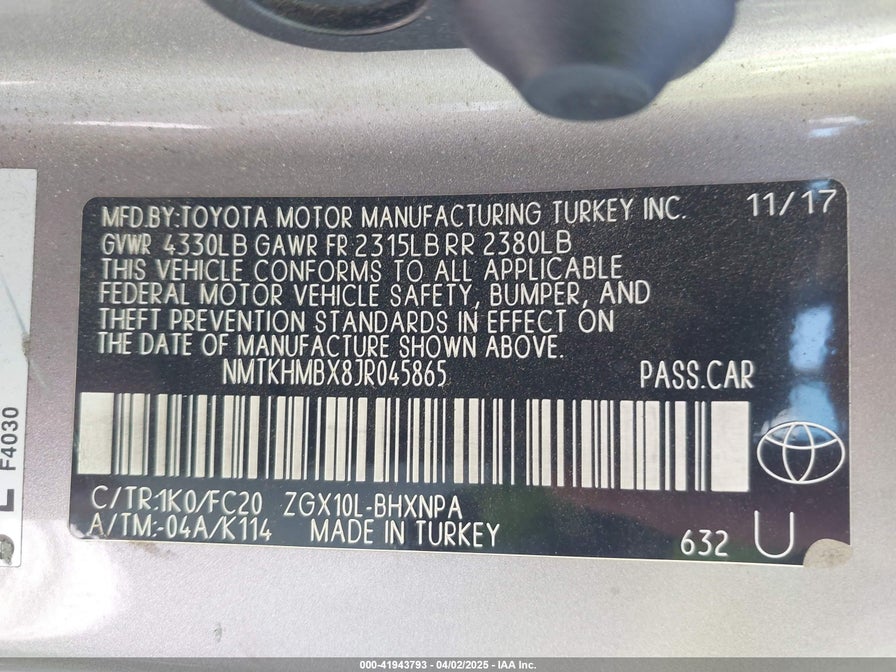 MFD.BY:TOYOTA MOTOR MANUFACTURING TURKEY INC. 11/17
GVWR 4330LB GAWR FR 2315LB RR 2380LB
THIS VEHICLE CONFORMS TO ALL APPLICABLE
FEDERAL MOTOR VEHICLE SAFETY, BUMPER, AND
THEFT PREVENTION STANDARDS IN EFFECT ON
THE DATE OF MANUFACTURE SHOWN ABOVE.
NMTKHMBX8JR045865 PASS.CAR
C/TR:1K0/FC20 ZGX10L-BHXNPA
A/TM:-04A/K114 MADE IN TURKEY
632 U
F4030
000-41943793 - 04/02/2025 - IAA Inc.